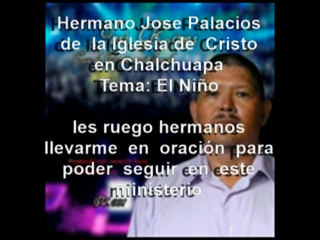 Hermano Jose Palacios
de la Iglesia de Cristo
en Chalchuapa
Tema: El Niño
les ruego hermanos
llevarme en oración para
poder seguir en este
miinisterio